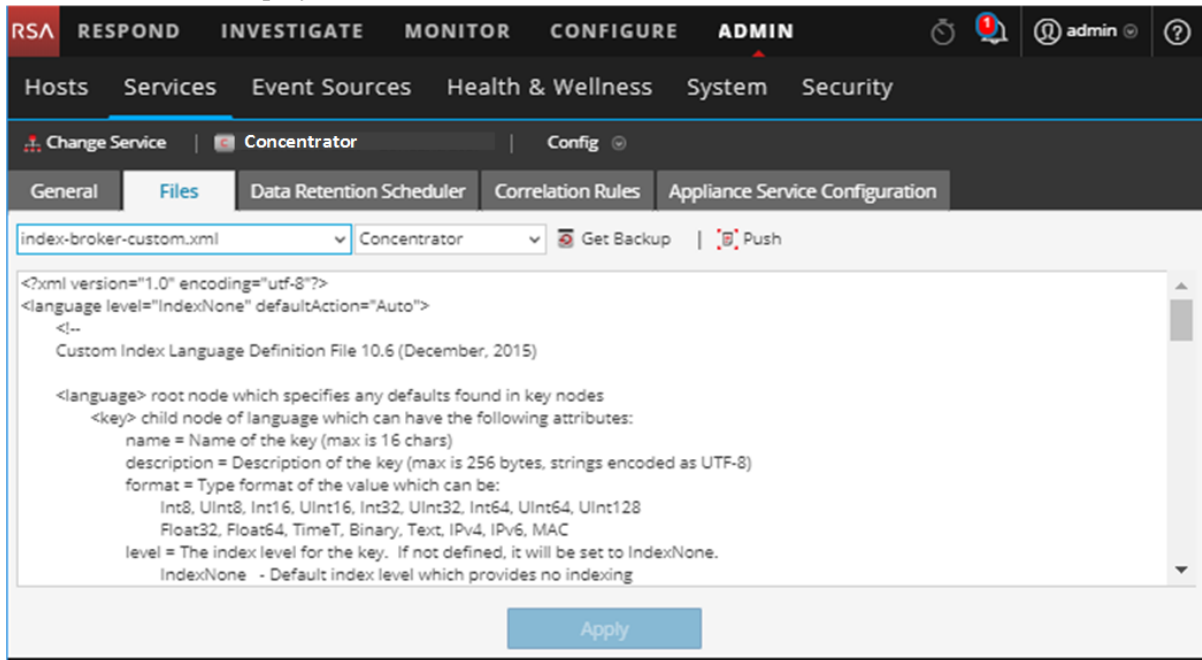 RSA RESPOND INVESTIGATE MONITOR CONFIGURE ADMIN 1 admin ?
Hosts Services Event Sources Health & Wellness System Security
Change Service | C Concentrator | Config
General Files Data Retention Scheduler Correlation Rules Appliance Service Configuration
index-broker-custom.xml Concentrator Get Backup | Push
<?xml version="1.0" encoding="utf-8"?>
<language level="IndexNone" defaultAction="Auto">
<!--
Custom Index Language Definition File 10.6 (December, 2015)
<language> root node which specifies any defaults found in key nodes
<key> child node of language which can have the following attributes:
name = Name of the key (max is 16 chars)
description = Description of the key (max is 256 bytes, strings encoded as UTF-8)
format = Type format of the value which can be:
Int8, UInt8, Int16, UInt16, Int32, UInt32, Int64, UInt64, UInt128
Float32, Float64, TimeT, Binary, Text, IPv4, IPv6, MAC
level = The index level for the key. If not defined, it will be set to IndexNone.
IndexNone - Default index level which provides no indexing
Apply